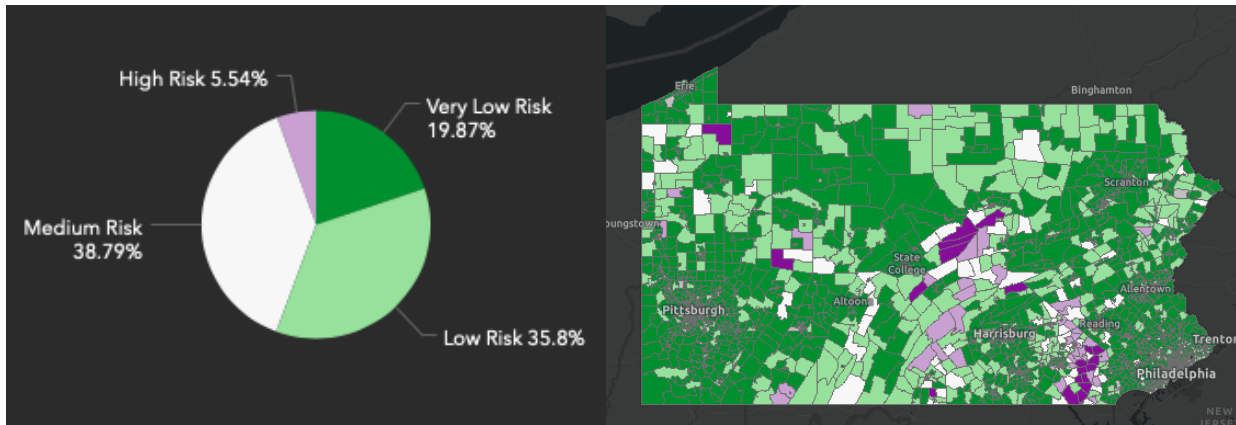 High Risk 5.54%
Very Low Risk
19.87%
Medium Risk
38.79%
Low Risk 35.8%
Erie
Binghamton
Scranton
oungstown
State
College
Allentown
Altoona
Pittsburgh
Reading
Harrisburg
Trenton
Philadelphia
NEW
JERSEY